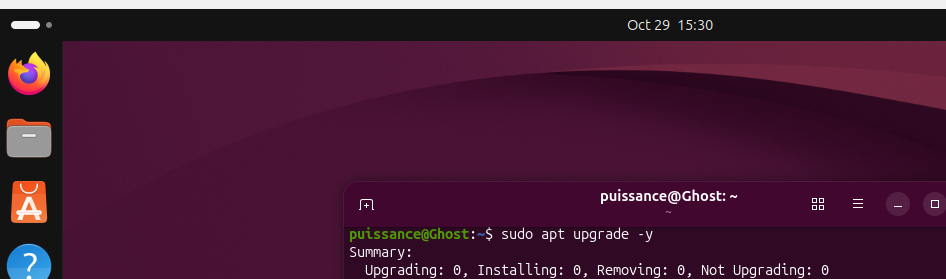 Oct 29 15:30
puissance@Ghost: ~
~
puissance@Ghost:~$ sudo apt upgrade -y
Summary:
  Upgrading: 0, Installing: 0, Removing: 0, Not Upgrading: 0